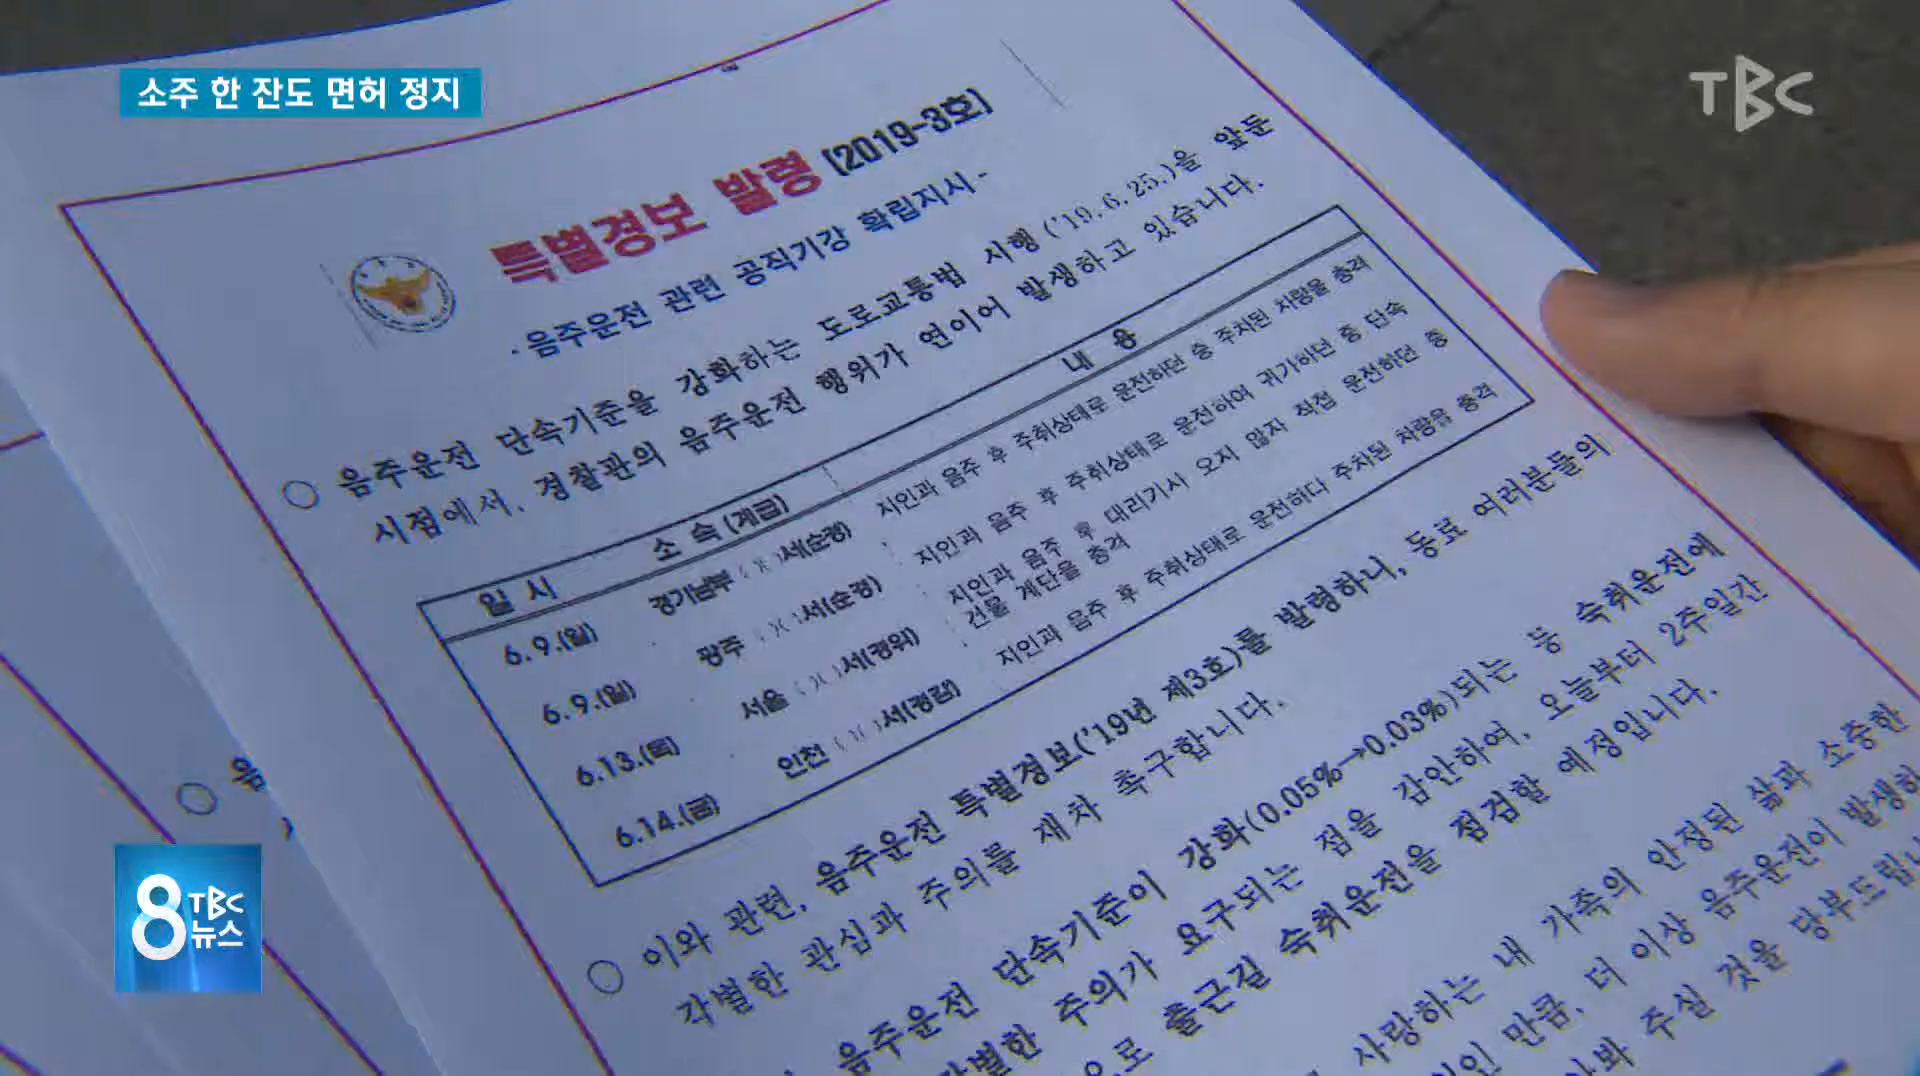 소주 한 잔도 면허 정지
TBC
특별경보 발령 [2019-3호]
- 음주운전 관련 공직기강 확립지시 -
○ 음주운전 단속기준을 강화하는 도로교통법 시행('19. 6. 25.)을 앞둔
시점에서, 경찰관의 음주운전 행위가 연이어 발생하고 있습니다.
일 시 소 속 (계급) 내 용
6. 9.(일) 경기남부 ( )서(순경) 지인과 음주 후 주취상태로 운전하던 중 주차된 차량을 충격
6. 9.(일) 광주 ( )서(순경) 지인과 음주 후 주취상태로 운전하여 귀가하던 중 단속
6.13.(목) 서울 ( )서(경위) 지인과 음주 후 대리기사 오지 않자 직접 운전하던 중
건물 계단을 충격
6.14.(금) 인천 ( )서(경감) 지인과 음주 후 주취상태로 운전하다 주차된 차량을 충격
○ 이와 관련, 음주운전 특별경보('19년 제3호)를 발령하니, 동료 여러분들의
각별한 관심과 주의를 재차 촉구합니다.
음주운전 단속기준이 강화(0.05%→0.03%)되는 등 숙취운전에
각별한 주의가 요구되는 점을 감안하여, 오늘부터 2주일간
으로 출근길 숙취운전을 점검할 예정입니다.
사랑하는 내 가족의 안정된 삶과 소중한
만큼, 더 이상 음주운전이 발생하
주실 것을 당부드립니
○ 음
8 TBC
뉴스